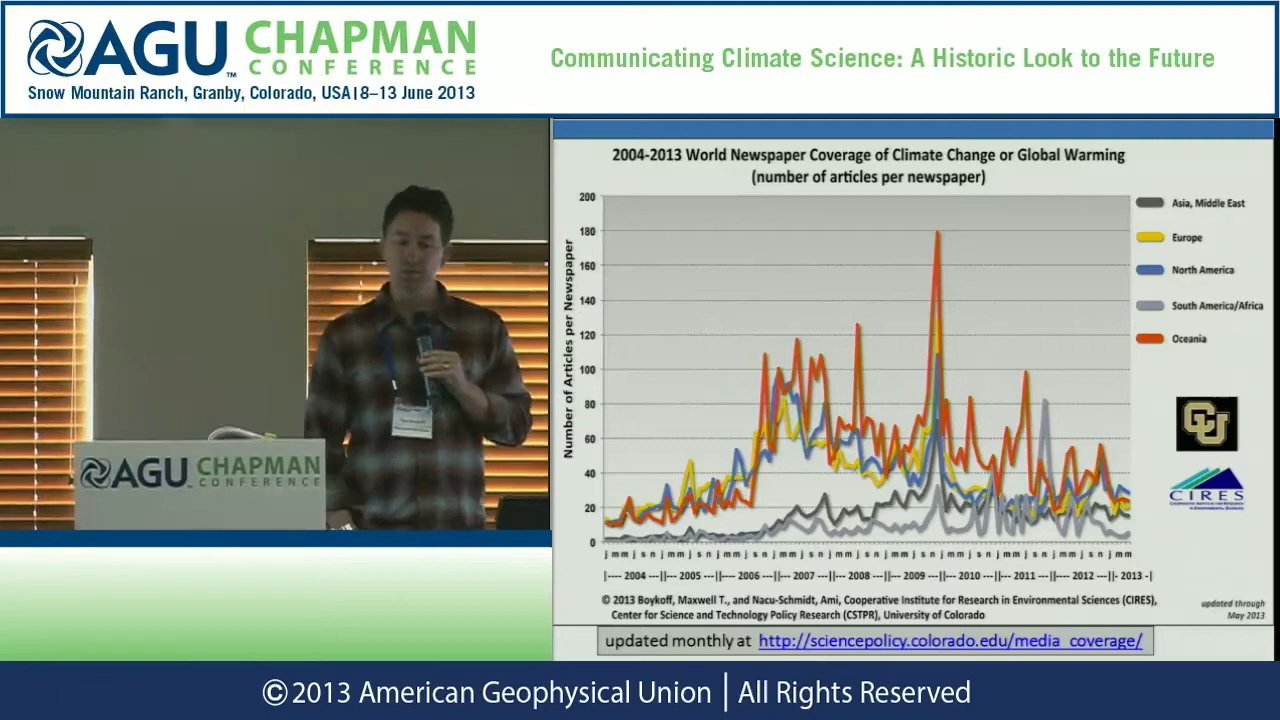 AGU CHAPMAN
CONFERENCE
Snow Mountain Ranch, Granby, Colorado, USA|8–13 June 2013
Communicating Climate Science: A Historic Look to the Future
AGU CHAPMAN
CONFERENCE
2004-2013 World Newspaper Coverage of Climate Change or Global Warming
(number of articles per newspaper)
Number of Articles per Newspaper
200
180
160
140
120
100
80
60
40
20
0
j m m j s n j m m j s n j m m j s n j m m j s n j m m j s n j m m j s n j m m j s n j m m j s n j m m j s n j m m
|---- 2004 ---||---- 2005 ----||---- 2006 ---||---- 2007 ----||---- 2008 ----||---- 2009 ----||---- 2010 ----||---- 2011 ----||---- 2012 ----||- 2013 -|
Asia, Middle East
Europe
North America
South America/Africa
Oceania
CU
CIRES
© 2013 Boykoff, Maxwell T., and Nacu-Schmidt, Ami, Cooperative Institute for Research in Environmental Sciences (CIRES),
Center for Science and Technology Policy Research (CSTPR), University of Colorado
updated through
May 2013
updated monthly at http://sciencepolicy.colorado.edu/media_coverage/
©2013 American Geophysical Union | All Rights Reserved